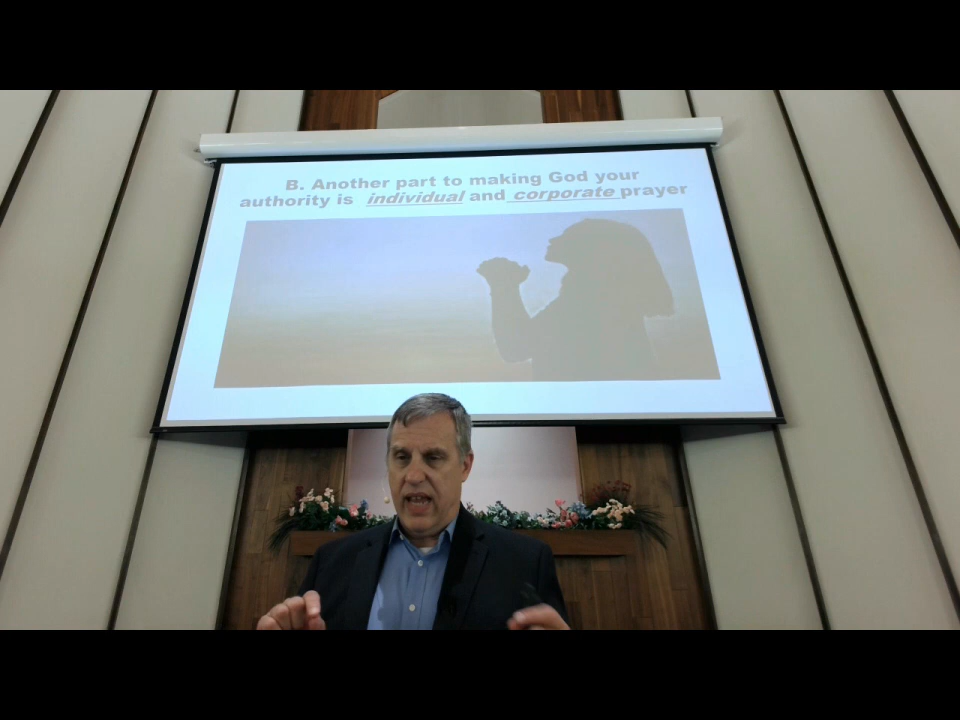 B. Another part to making God your
authority is individual and corporate prayer